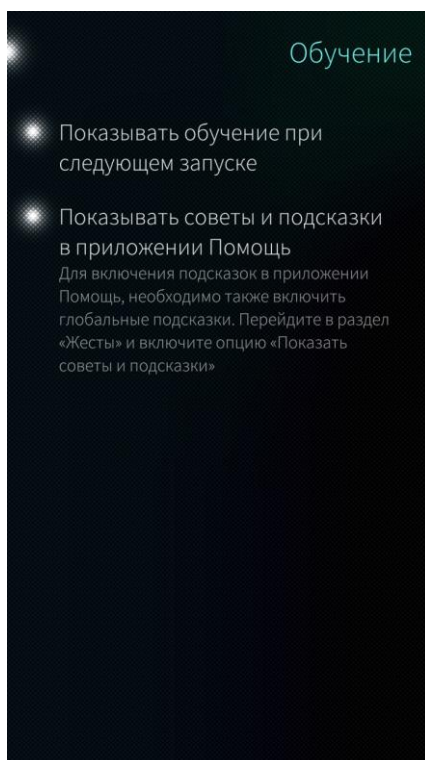 Обучение
Показывать обучение при
следующем запуске
Показывать советы и подсказки
в приложении Помощь
Для включения подсказок в приложении
Помощь, необходимо также включить
глобальные подсказки. Перейдите в раздел
«Жесты» и включите опцию «Показать
советы и подсказки»